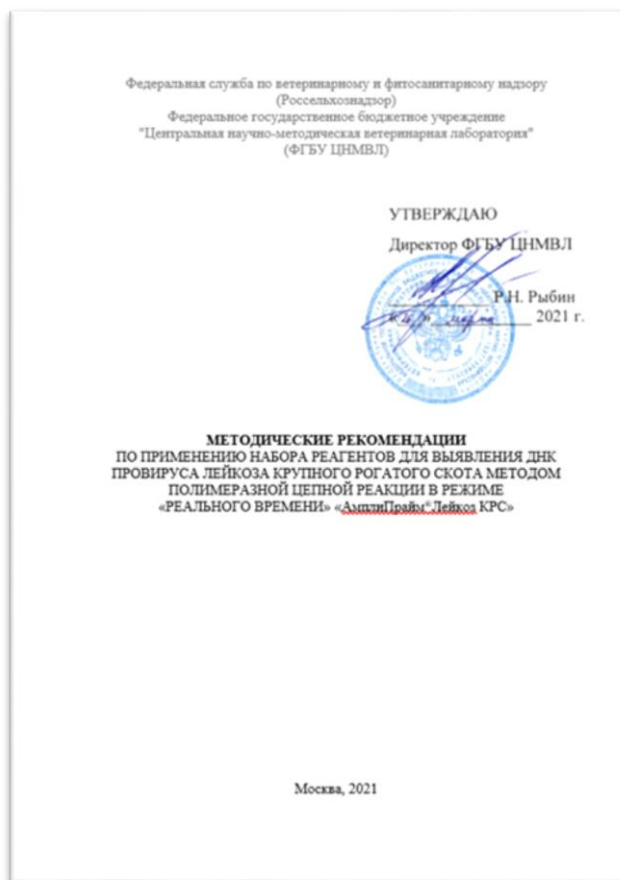 Федеральная служба по ветеринарному и фитосанитарному надзору
(Россельхознадзор)
Федеральное государственное бюджетное учреждение
"Центральная научно-методическая ветеринарная лаборатория"
(ФГБУ ЦНМВЛ)
УТВЕРЖДАЮ
Директор ФГБУ ЦНМВЛ
Р.Н. Рыбин
марта 2021 г.
МЕТОДИЧЕСКИЕ РЕКОМЕНДАЦИИ
ПО ПРИМЕНЕНИЮ НАБОРА РЕАГЕНТОВ ДЛЯ ВЫЯВЛЕНИЯ ДНК
ПРОВИРУСА ЛЕЙКОЗА КРУПНОГО РОГАТОГО СКОТА МЕТОДОМ
ПОЛИМЕРАЗНОЙ ЦЕПНОЙ РЕАКЦИИ В РЕЖИМЕ
«РЕАЛЬНОГО ВРЕМЕНИ» «АмплиПрайм® Лейкоз КРС»
Москва, 2021